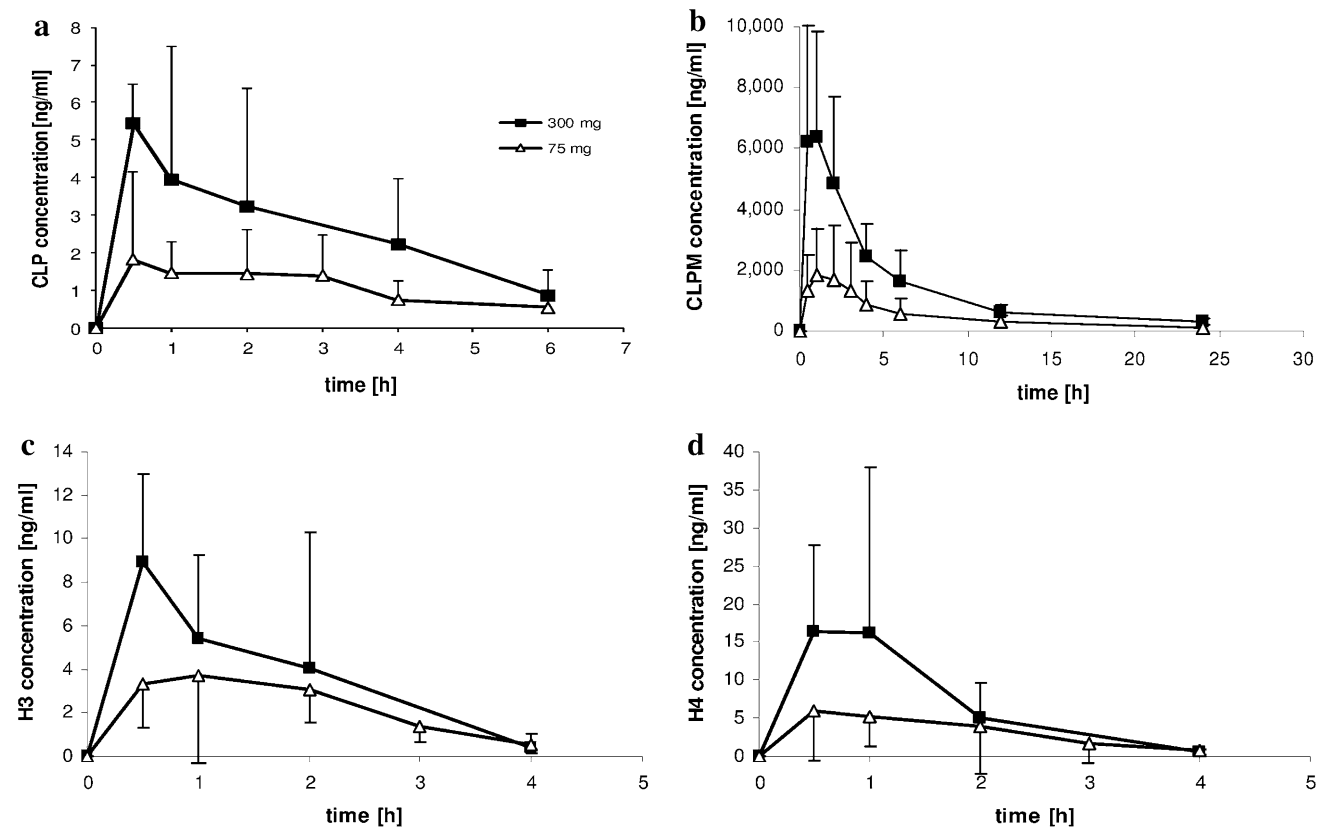 a
8
7
6
5
4
3
2
1
0
CLP concentration [ng/ml]
300 mg
75 mg
0 1 2 3 4 5 6 7
time [h]
b
10,000
8,000
6,000
4,000
2,000
0
CLPM concentration [ng/ml]
0 5 10 15 20 25 30
time [h]
c
14
12
10
8
6
4
2
0
H3 concentration [ng/ml]
0 1 2 3 4 5
time [h]
d
40
35
30
25
20
15
10
5
0
H4 concentration [ng/ml]
0 1 2 3 4 5
time [h]